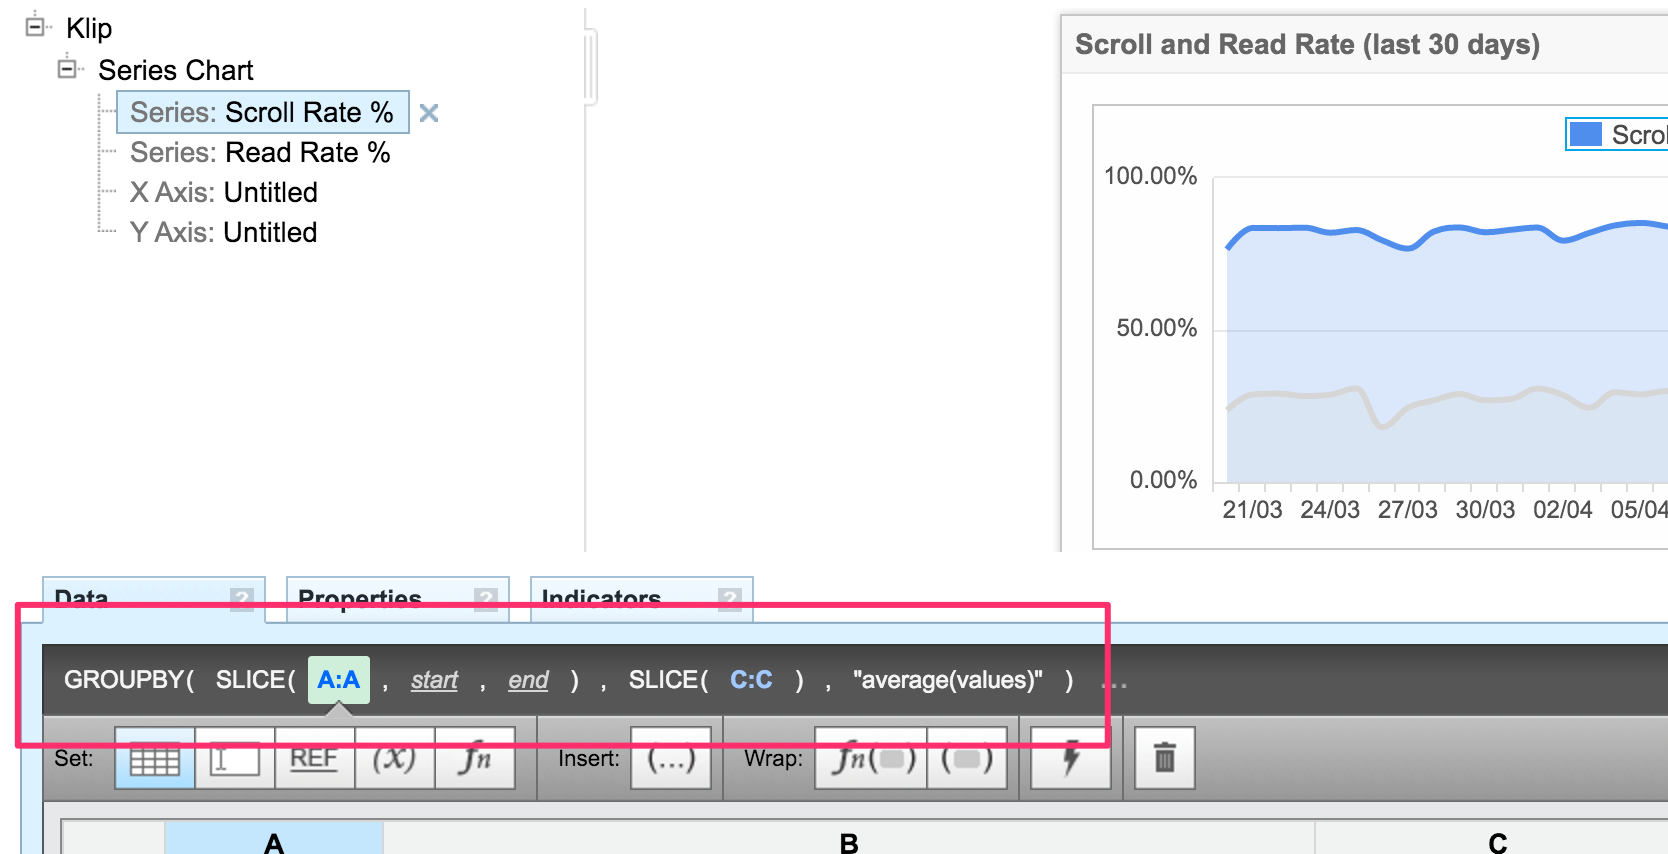 Klip
Series Chart
Series: Scroll Rate %
Series: Read Rate %
X Axis: Untitled
Y Axis: Untitled
Scroll and Read Rate (last 30 days)
100.00%
50.00%
0.00%
21/03 24/03 27/03 30/03 02/04 05/04
Data ? Properties ? Indicators ?
GROUPBY( SLICE( A:A , start , end ) , SLICE( C:C ) , "average(values)" ) ...
Set: REF (x) fn Insert: (...) Wrap: fn( ) ( )
A B C